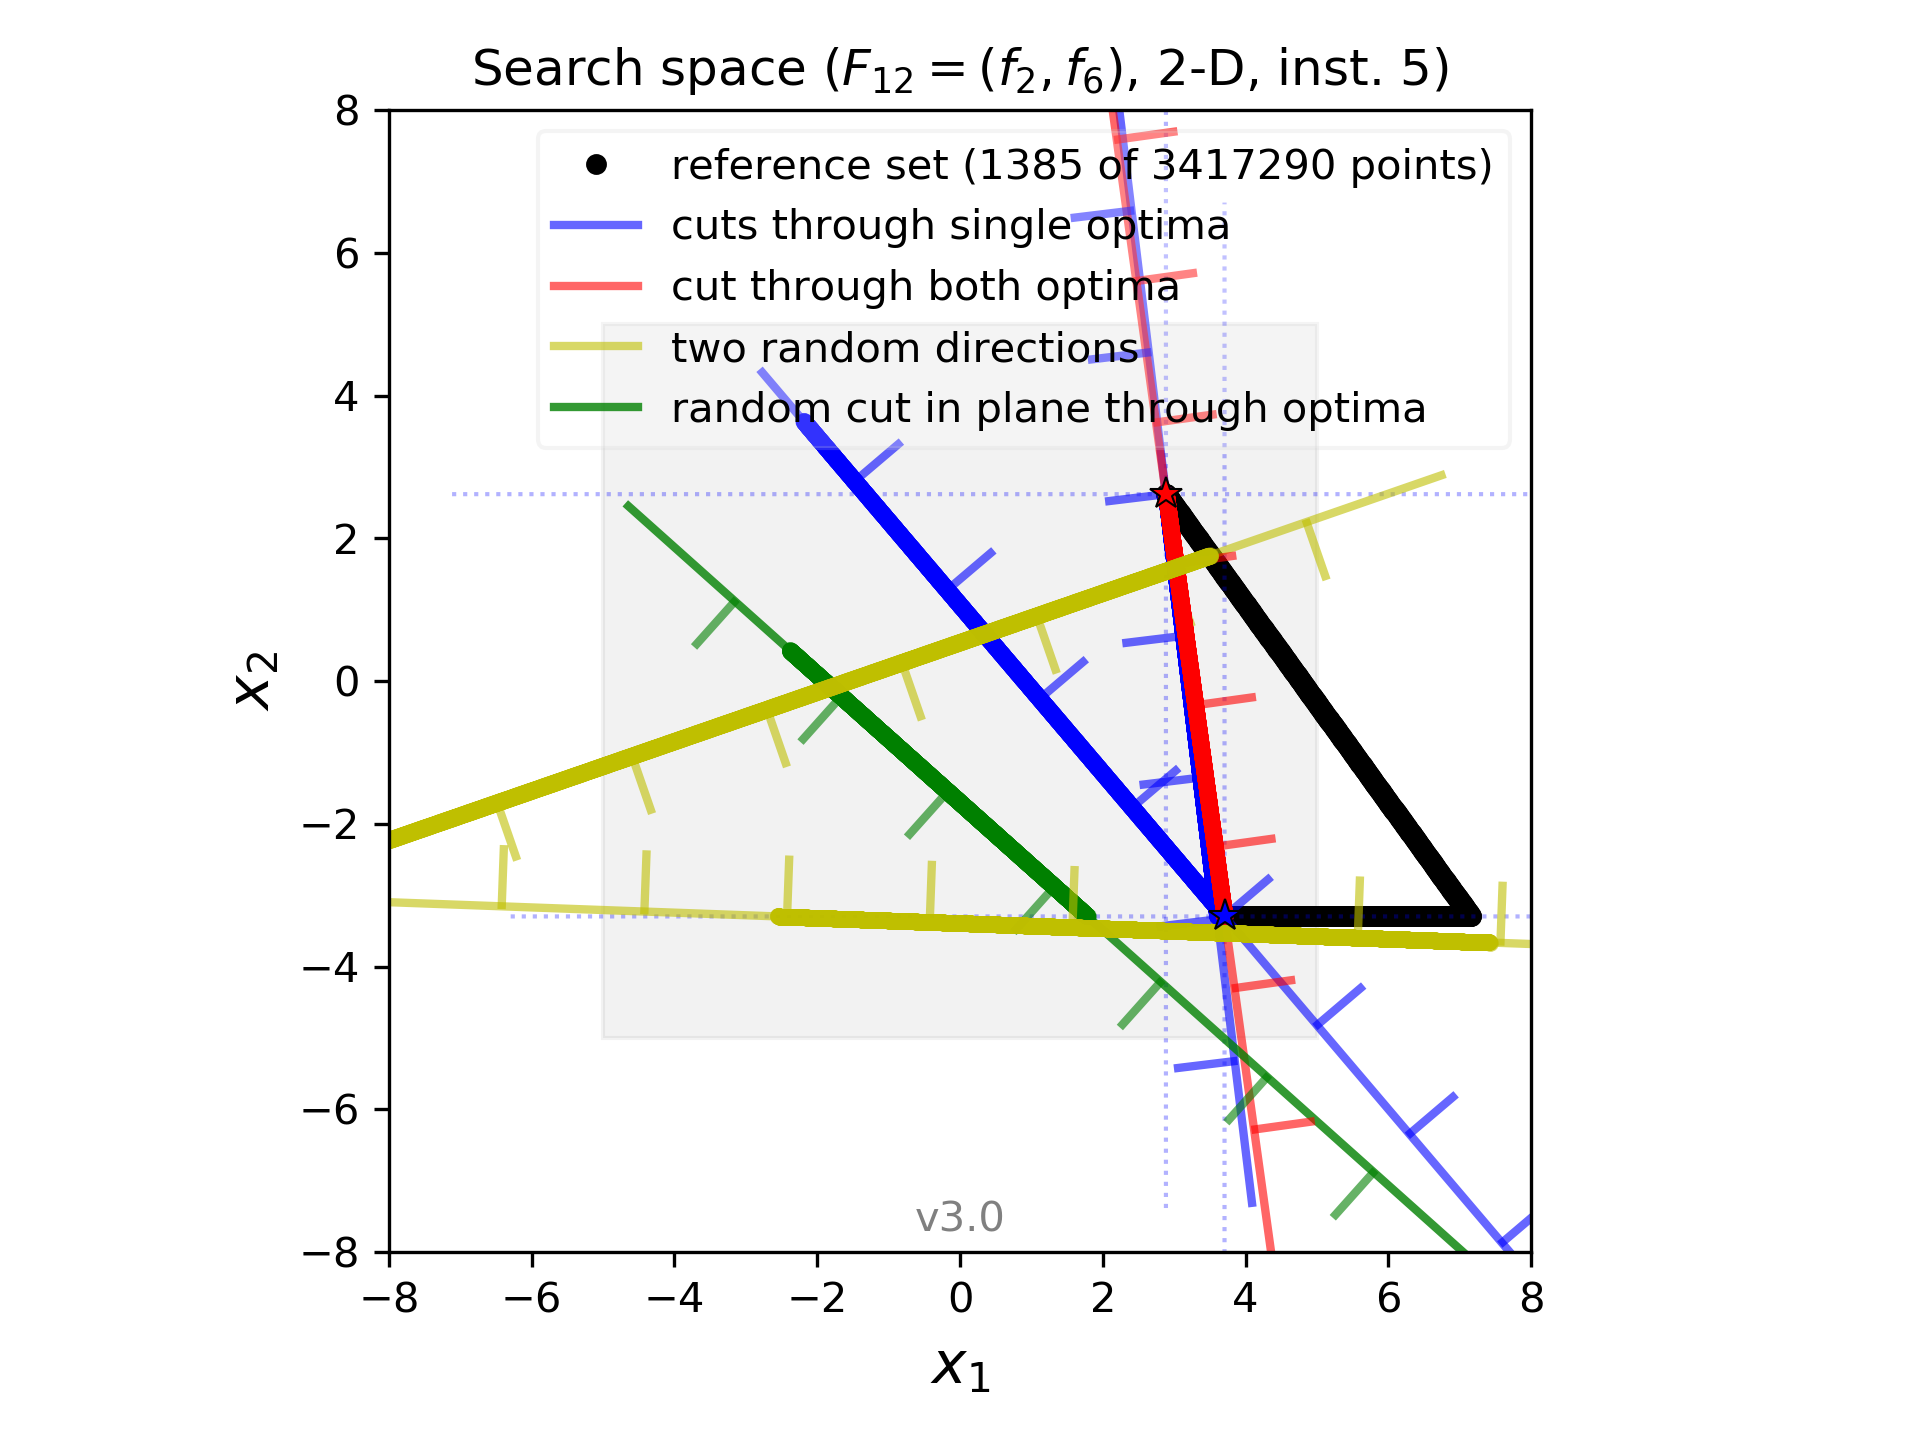 Search space (F₁₂ = (f₂, f₆), 2-D, inst. 5)
reference set (1385 of 3417290 points)
cuts through single optima
cut through both optima
two random directions
random cut in plane through optima
8
6
4
2
0
−2
−4
−6
−8
x₂
v3.0
−8 −6 −4 −2 0 2 4 6 8
x₁